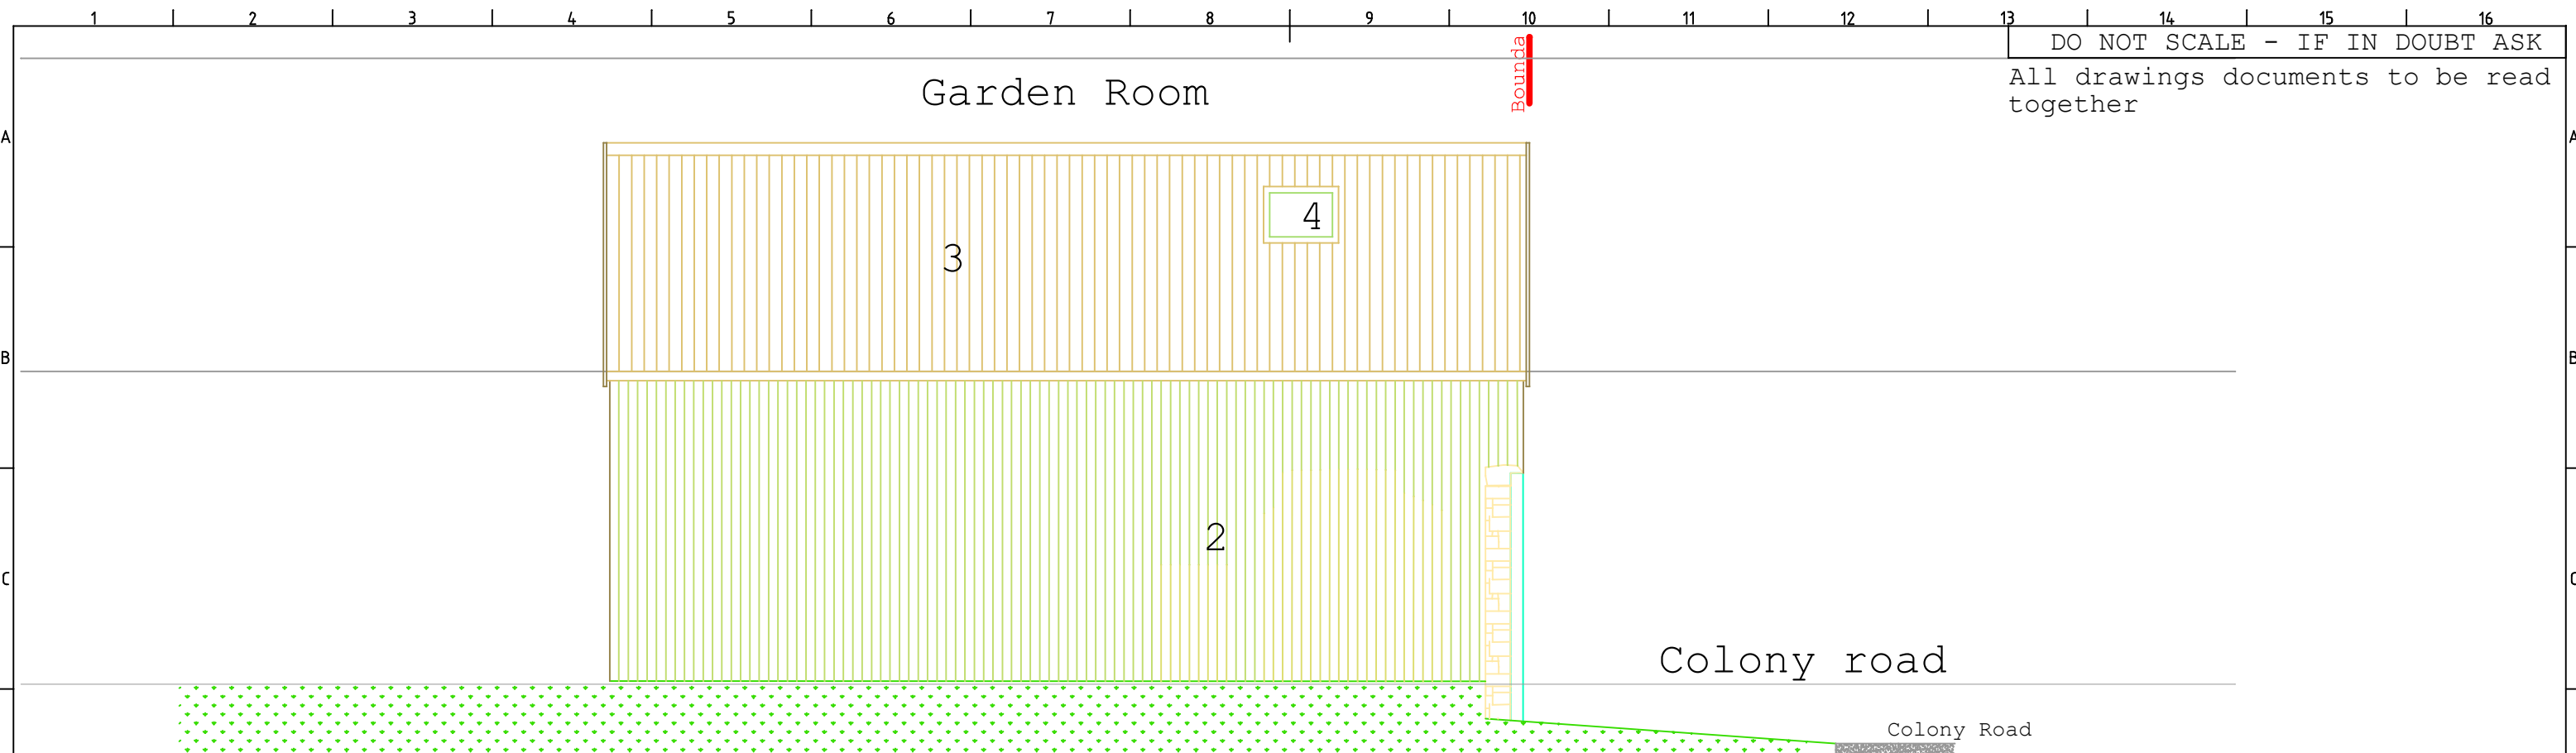 1 2 3 4 5 6 7 8 9 10 11 12 13 14 15 16
DO NOT SCALE - IF IN DOUBT ASK
All drawings documents to be read
together
Bounda
Garden Room
A A
4
3
B B
2
C C
Colony road
Colony Road